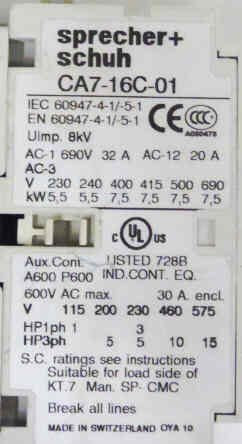 sprecher+
schuh
CA7-16C-01
IEC 60947-4-1/-5-1
EN 60947-4-1/-5-1
Uimp. 8kV
CE CCC
A050475
AC-1 690V 32 A AC-12 20 A
AC-3
V 230 240 400 415 500 690
kW 5,5 5,5 7,5 7,5 7,5 7,5
C UL US
Aux.Cont. LISTED 728B
A600 P600 IND.CONT. EQ.
600V AC max. 30 A. encl.
V 115 200 230 460 575
HP1ph 1 3
HP3ph 5 5 10 15
S.C. ratings see instructions
Suitable for load side of
KT.7 Man. SP- CMC
Break all lines
MADE IN SWITZERLAND OYA 10